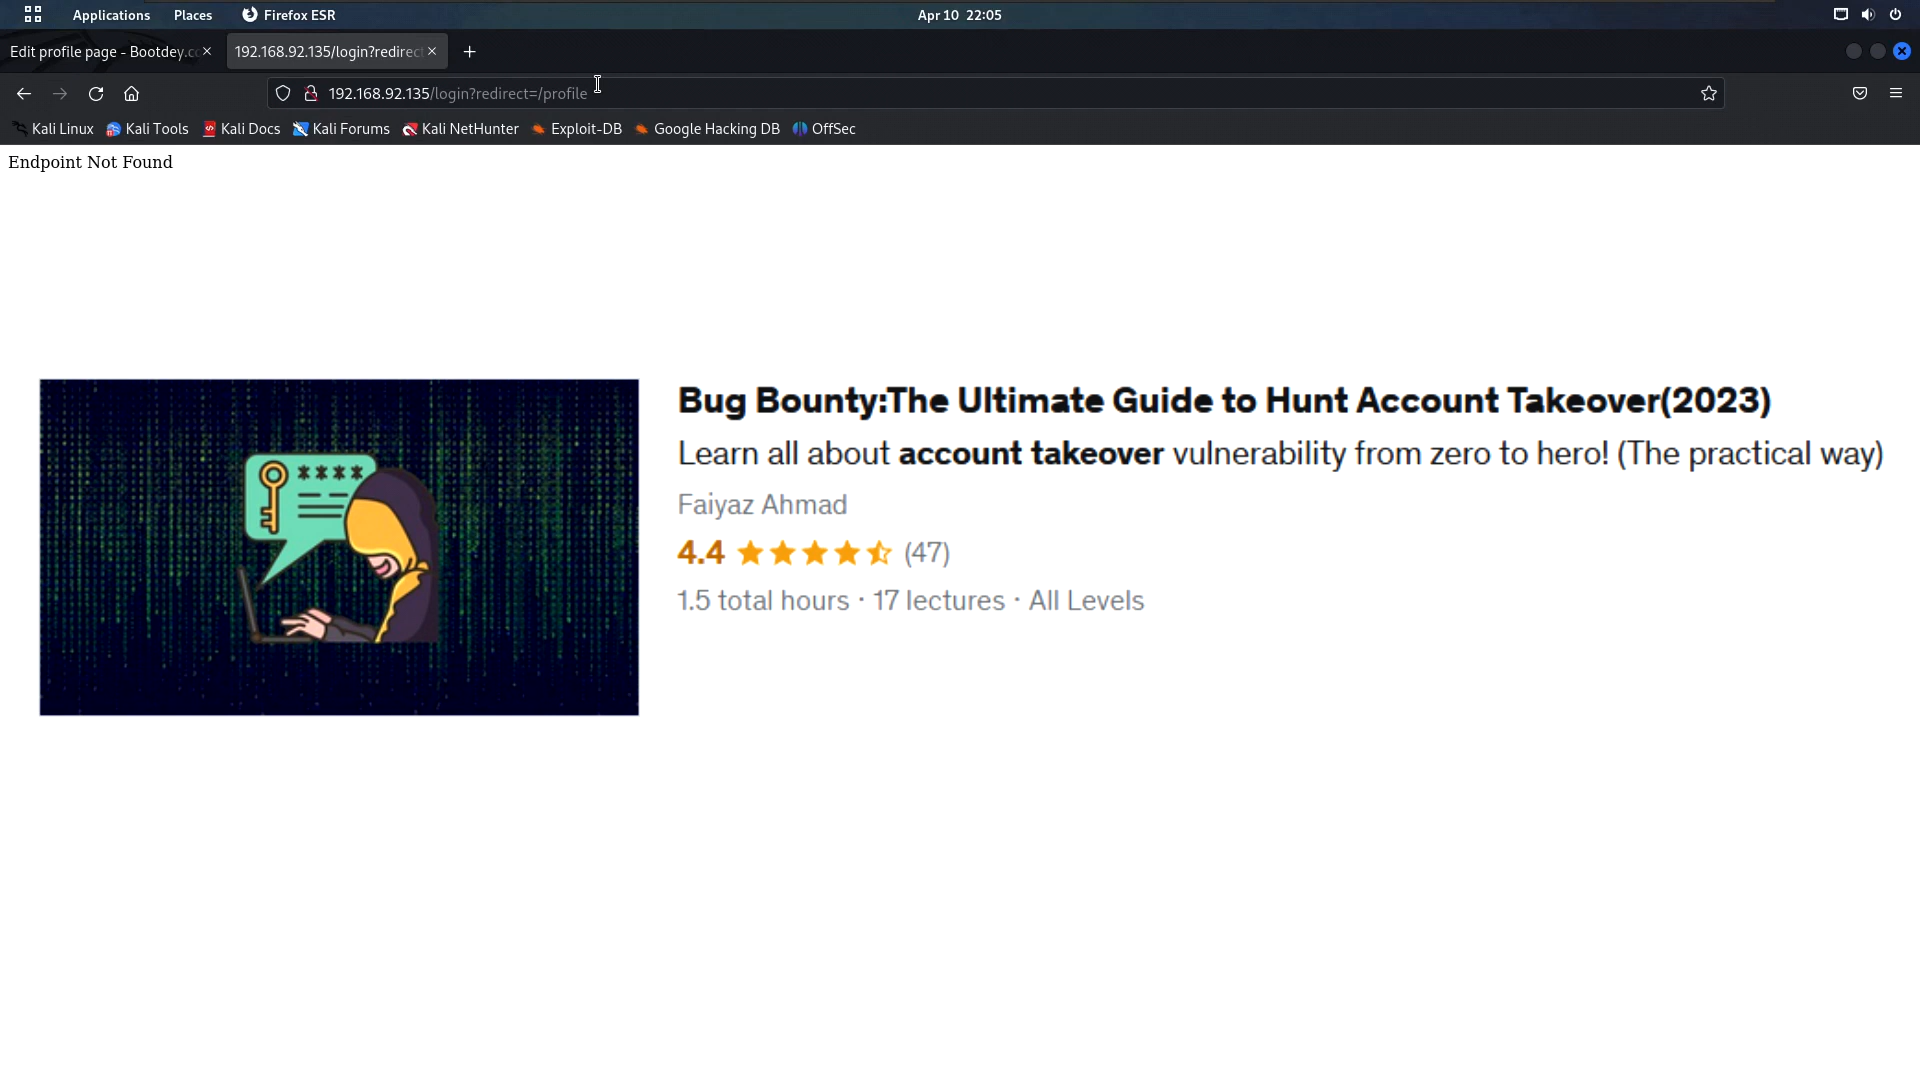 Applications Places Firefox ESR Apr 10 22:05
Edit profile page - Bootdey.c × 192.168.92.135/login?redirec × +
192.168.92.135/login?redirect=/profile
Kali Linux Kali Tools Kali Docs Kali Forums Kali NetHunter Exploit-DB Google Hacking DB OffSec
Endpoint Not Found
****
Bug Bounty:The Ultimate Guide to Hunt Account Takeover(2023)
Learn all about account takeover vulnerability from zero to hero! (The practical way)
Faiyaz Ahmad
4.4 (47)
1.5 total hours · 17 lectures · All Levels